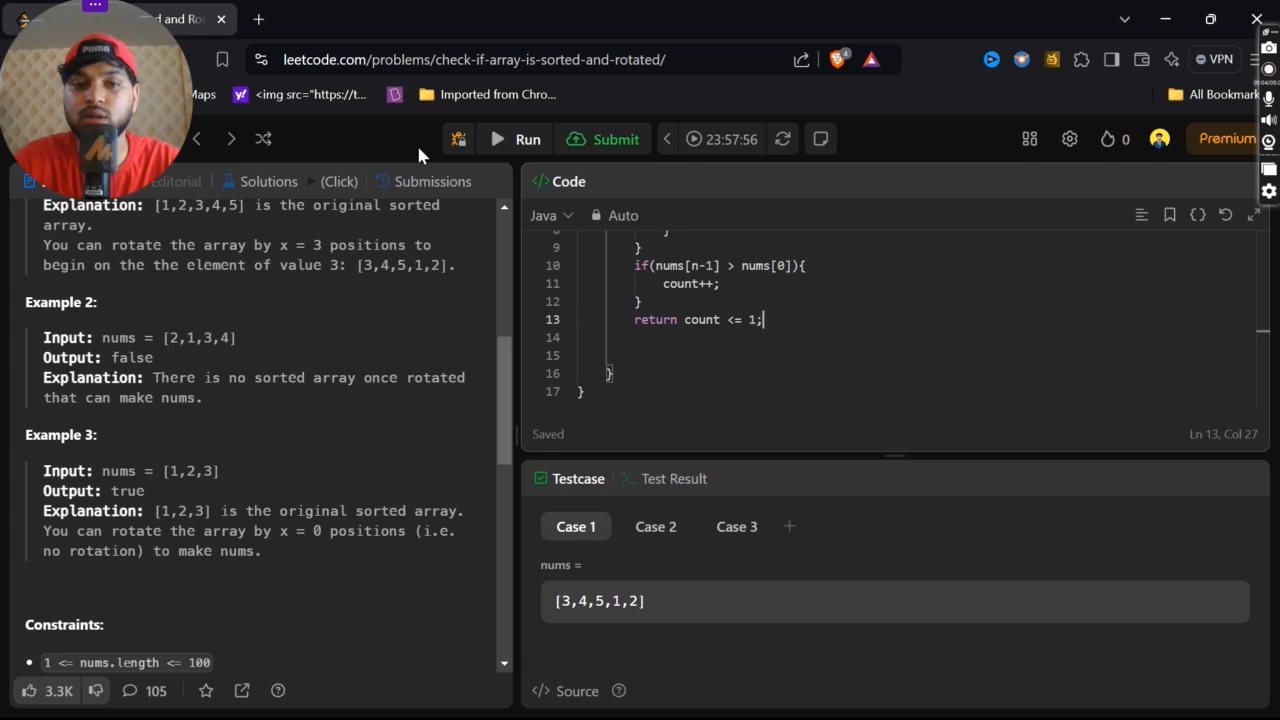 d and Ro
leetcode.com/problems/check-if-array-is-sorted-and-rotated/
4
VPN
Maps
<img src="https://t...
Imported from Chro...
All Bookmark
Run
Submit
23:57:56
0
Premium
Editorial
Solutions
(Click)
Submissions
Explanation: [1,2,3,4,5] is the original sorted
array.
You can rotate the array by x = 3 positions to
begin on the the element of value 3: [3,4,5,1,2].
Example 2:
Input: nums = [2,1,3,4]
Output: false
Explanation: There is no sorted array once rotated
that can make nums.
Example 3:
Input: nums = [1,2,3]
Output: true
Explanation: [1,2,3] is the original sorted array.
You can rotate the array by x = 0 positions (i.e.
no rotation) to make nums.
Constraints:
1 <= nums.length <= 100
3.3K
105
</> Code
Java
Auto
9 }
10 if(nums[n-1] > nums[0]){
11 count++;
12 }
13 return count <= 1;
14
15
16 }
17 }
Saved
Ln 13, Col 27
Testcase
Test Result
Case 1
Case 2
Case 3
nums =
[3,4,5,1,2]
</> Source
PUMA